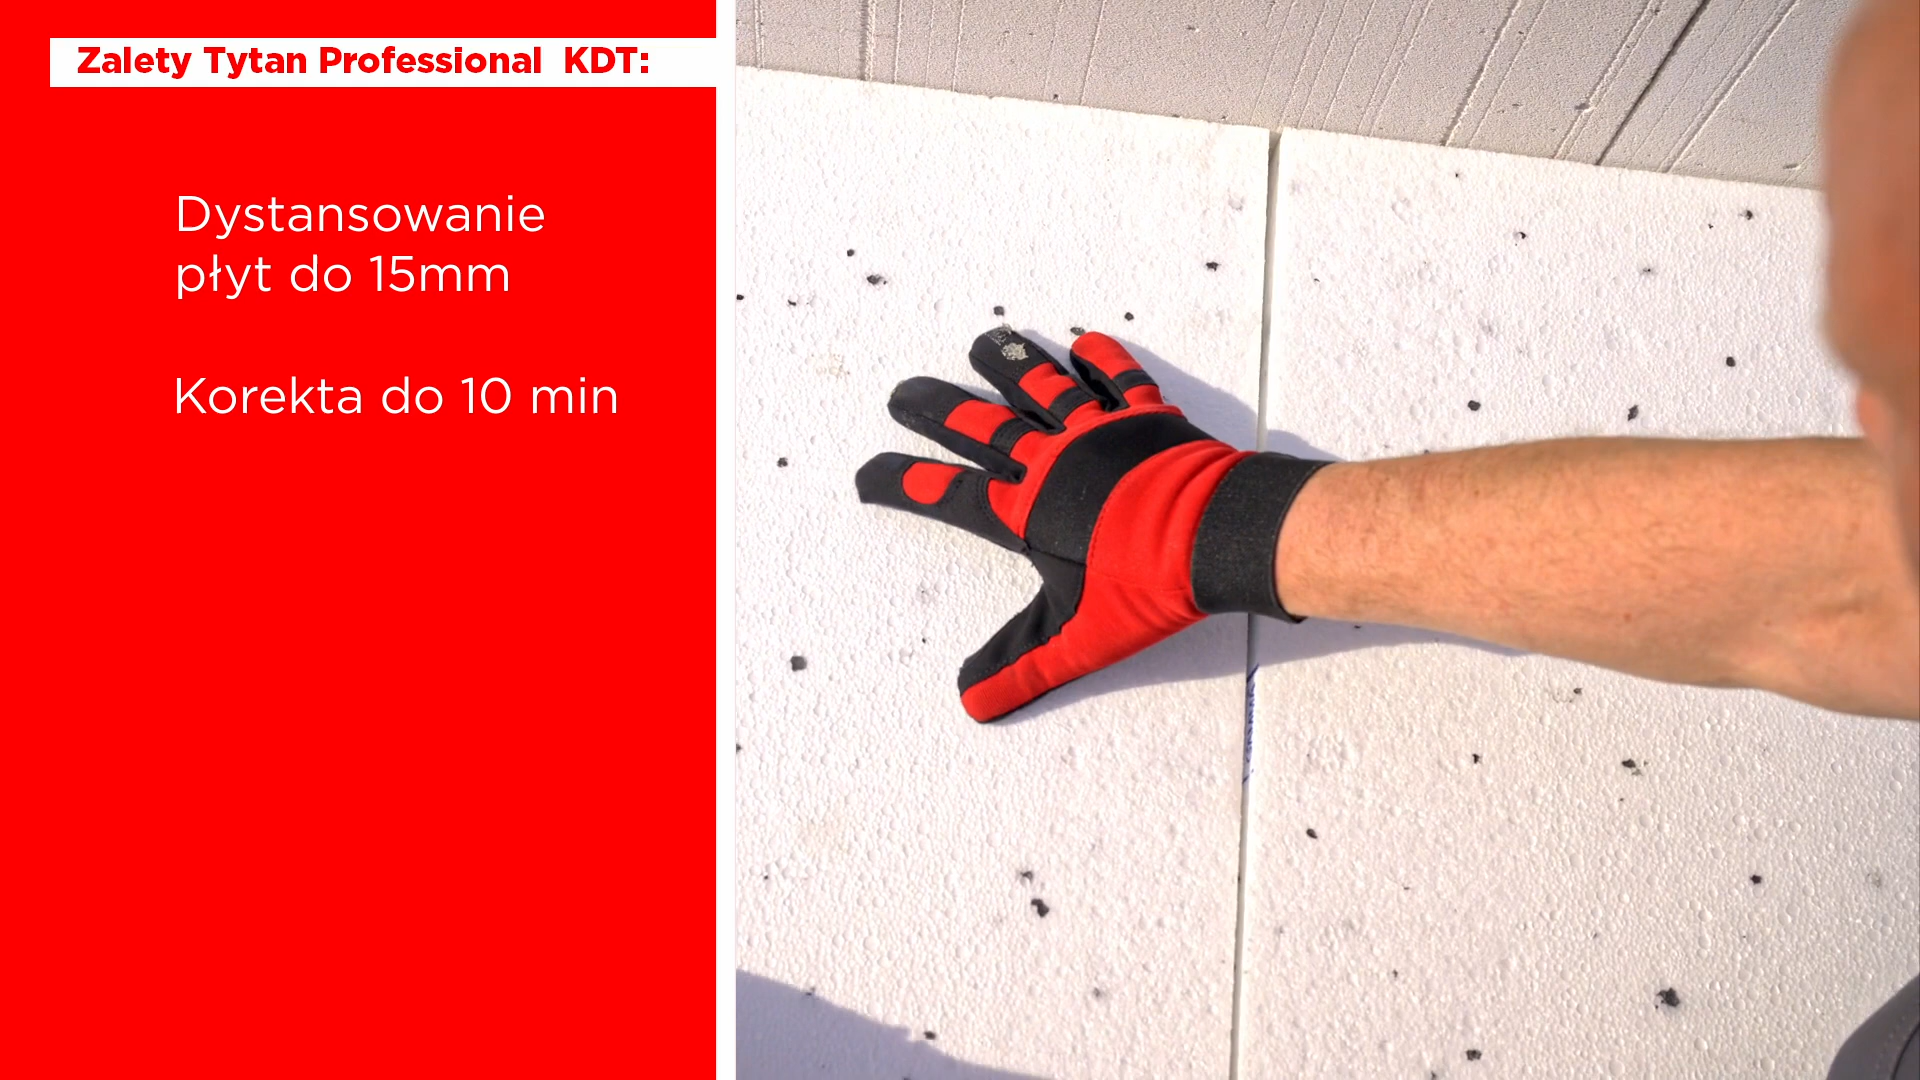 Zalety Tytan Professional KDT:
Dystansowanie
płyt do 15mm
Korekta do 10 min